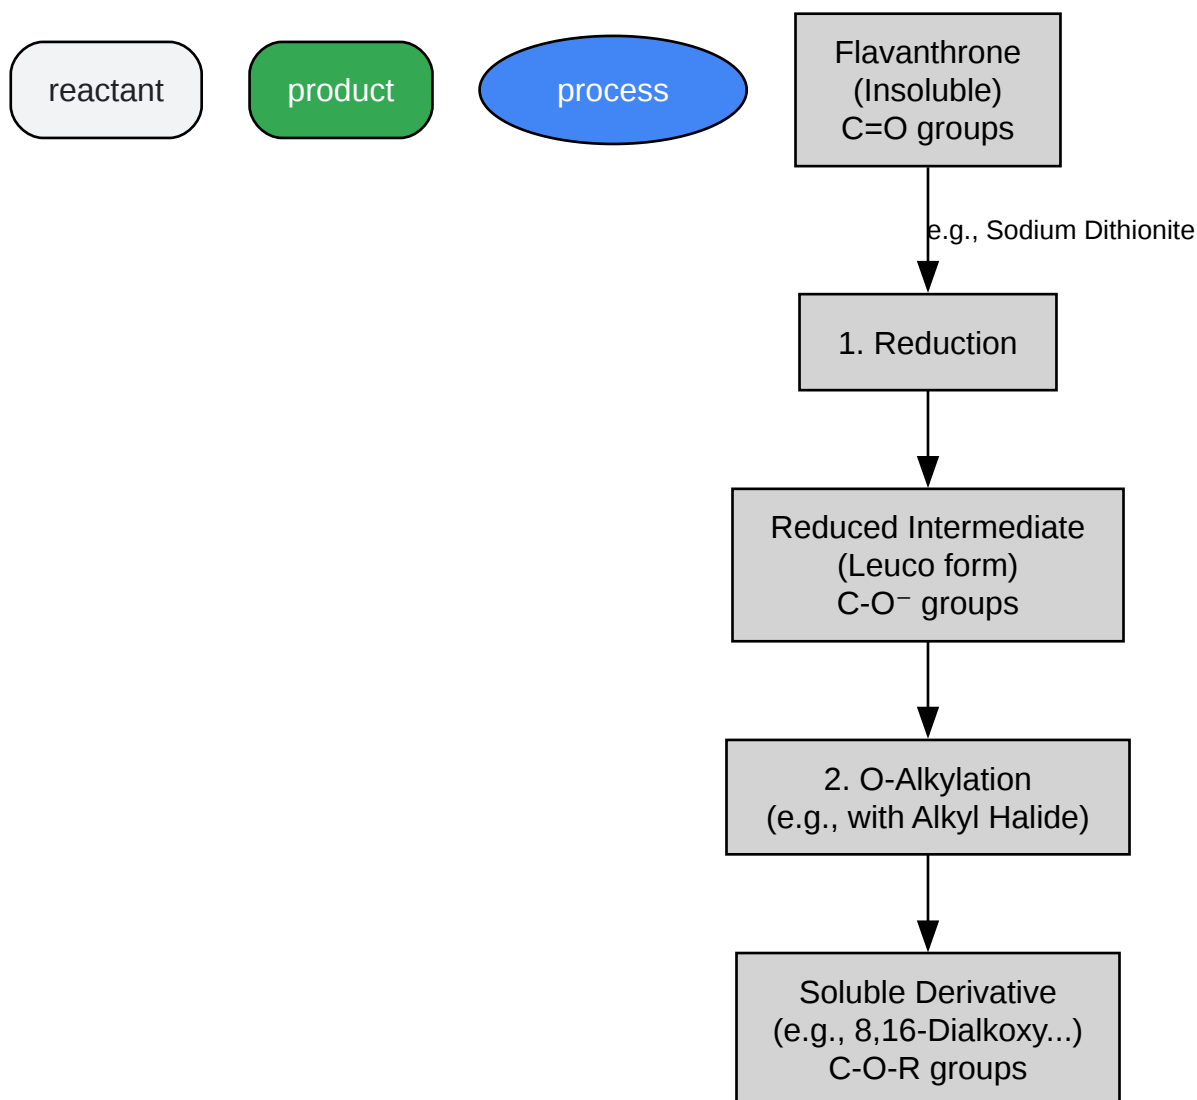 reactant
product
process
Flavanthrone
(Insoluble)
C=O groups
e.g., Sodium Dithionite
1. Reduction
Reduced Intermediate
(Leuco form)
C-O⁻ groups
2. O-Alkylation
(e.g., with Alkyl Halide)
Soluble Derivative
(e.g., 8,16-Dialkoxy...)
C-O-R groups